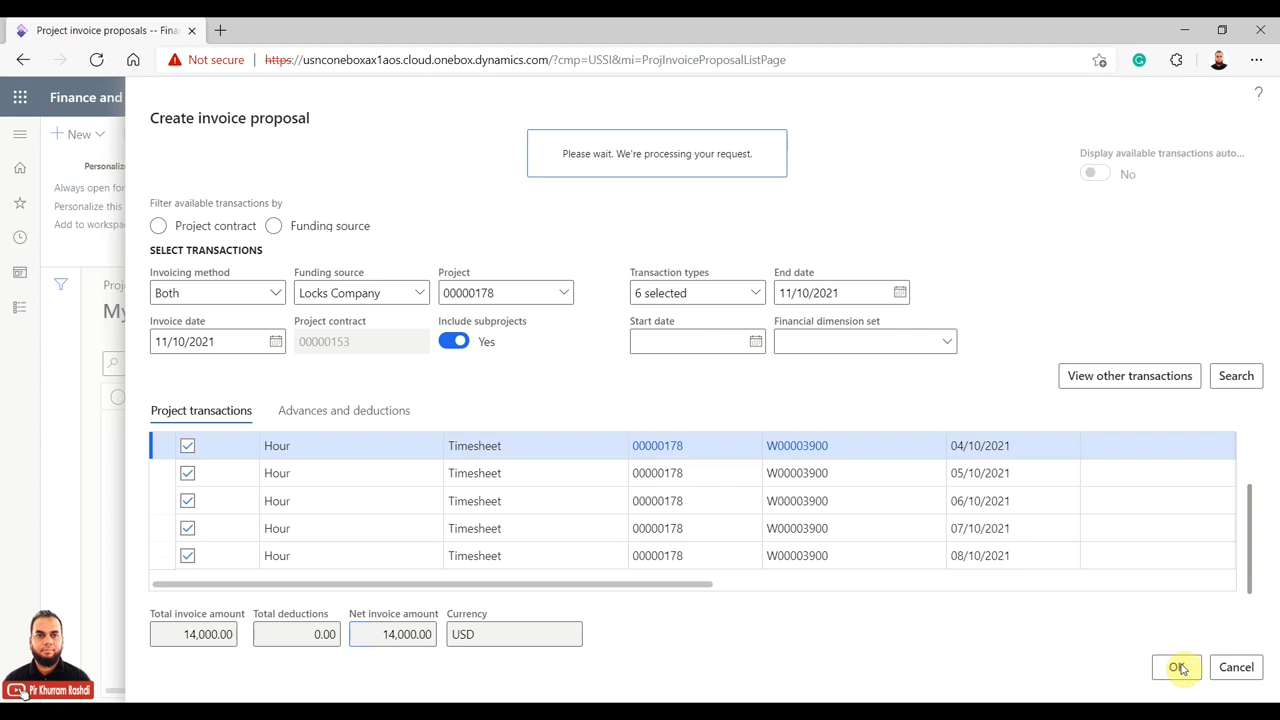 Project invoice proposals -- Fina
Not secure https://usnconeboxax1aos.cloud.onebox.dynamics.com/?cmp=USSI&mi=ProjInvoiceProposalListPage
Finance and
?
New
Create invoice proposal
Please wait. We're processing your request.
Display available transactions auto...
No
Personalize
Always open for
Personalize this
Add to workspa
Filter available transactions by
Project contract Funding source
SELECT TRANSACTIONS
Invoicing method Funding source Project Transaction types End date
Both Locks Company 00000178 6 selected 11/10/2021
Invoice date Project contract Include subprojects Start date Financial dimension set
11/10/2021 00000153 Yes
Proj
My
View other transactions Search
Project transactions Advances and deductions
Hour Timesheet 00000178 W00003900 04/10/2021
Hour Timesheet 00000178 W00003900 05/10/2021
Hour Timesheet 00000178 W00003900 06/10/2021
Hour Timesheet 00000178 W00003900 07/10/2021
Hour Timesheet 00000178 W00003900 08/10/2021
Total invoice amount Total deductions Net invoice amount Currency
14,000.00 0.00 14,000.00 USD
OK Cancel
Pir Khurram Rashdi